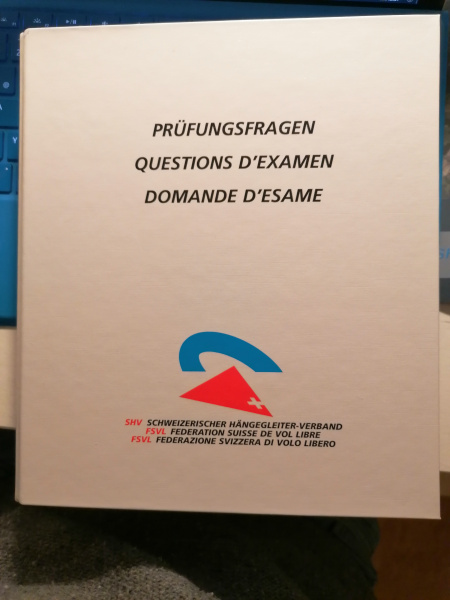 PRÜFUNGSFRAGEN
QUESTIONS D'EXAMEN
DOMANDE D'ESAME
SHV SCHWEIZERISCHER HÄNGEGLEITER-VERBAND
FSVL FEDERATION SUISSE DE VOL LIBRE
FSVL FEDERAZIONE SVIZZERA DI VOLO LIBERO